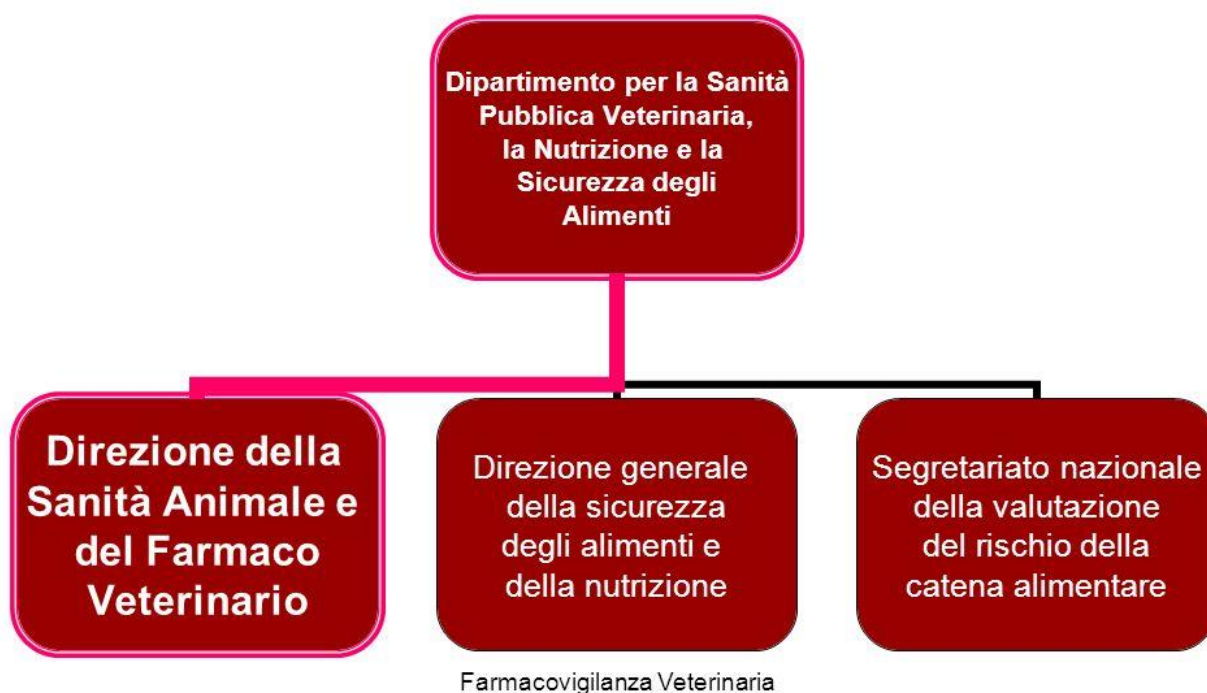 Dipartimento per la Sanità
Pubblica Veterinaria,
la Nutrizione e la
Sicurezza degli
Alimenti
Direzione della
Sanità Animale e
del Farmaco
Veterinario
Direzione generale
della sicurezza
degli alimenti e
della nutrizione
Segretariato nazionale
della valutazione
del rischio della
catena alimentare
Farmacovigilanza Veterinaria